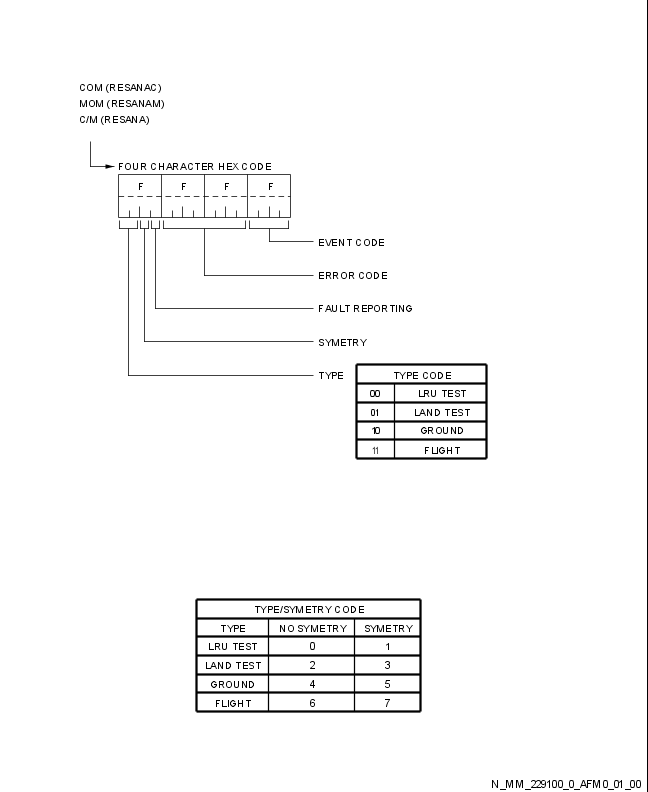 COM (RESANAC)
MOM (RESANAM)
C/M (RESANA)
FOUR CHARACTER HEX CODE
F F F F
EVENT CODE
ERROR CODE
FAULT REPORTING
SYMETRY
TYPE
TYPE CODE
00 LRU TEST
01 LAND TEST
10 GROUND
11 FLIGHT
TYPE/SYMETRY CODE
TYPE NO SYMETRY SYMETRY
LRU TEST 0 1
LAND TEST 2 3
GROUND 4 5
FLIGHT 6 7
N_MM_229100_0_AFM0_01_00